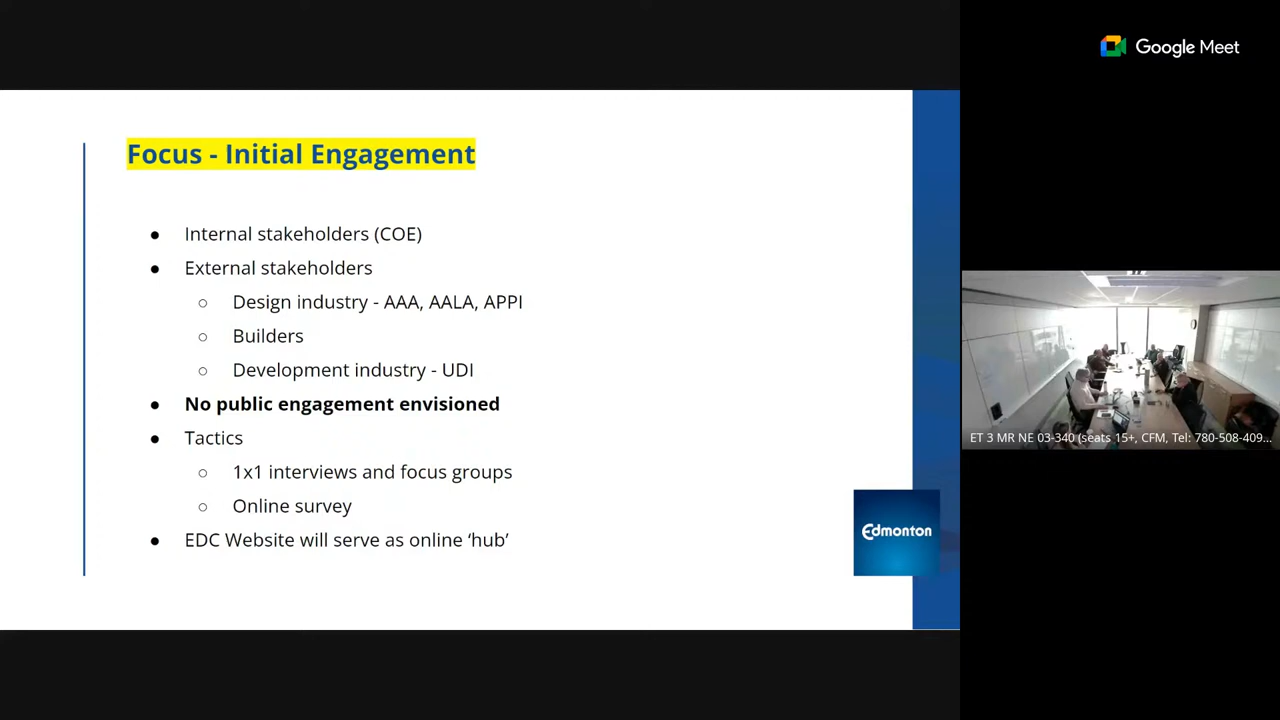 Google Meet
Focus - Initial Engagement
● Internal stakeholders (COE)
● External stakeholders
○ Design industry - AAA, AALA, APPI
○ Builders
○ Development industry - UDI
● No public engagement envisioned
● Tactics
○ 1x1 interviews and focus groups
○ Online survey
● EDC Website will serve as online ‘hub’
Edmonton
ET 3 MR NE 03-340 (seats 15+, CFM, Tel: 780-508-409...